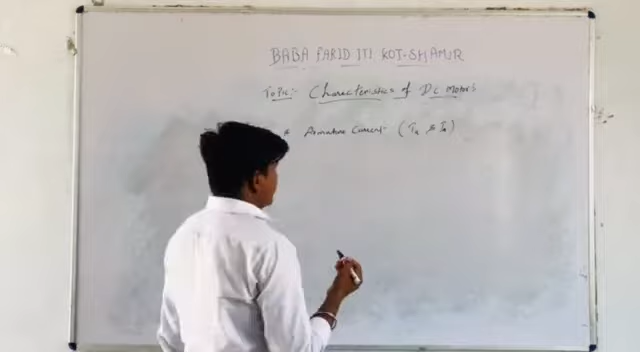 BABA FARID ITI KOT-SHAMIR
Topic:- Characteristics of DC Motors
Armature Current (Ta & Ia)